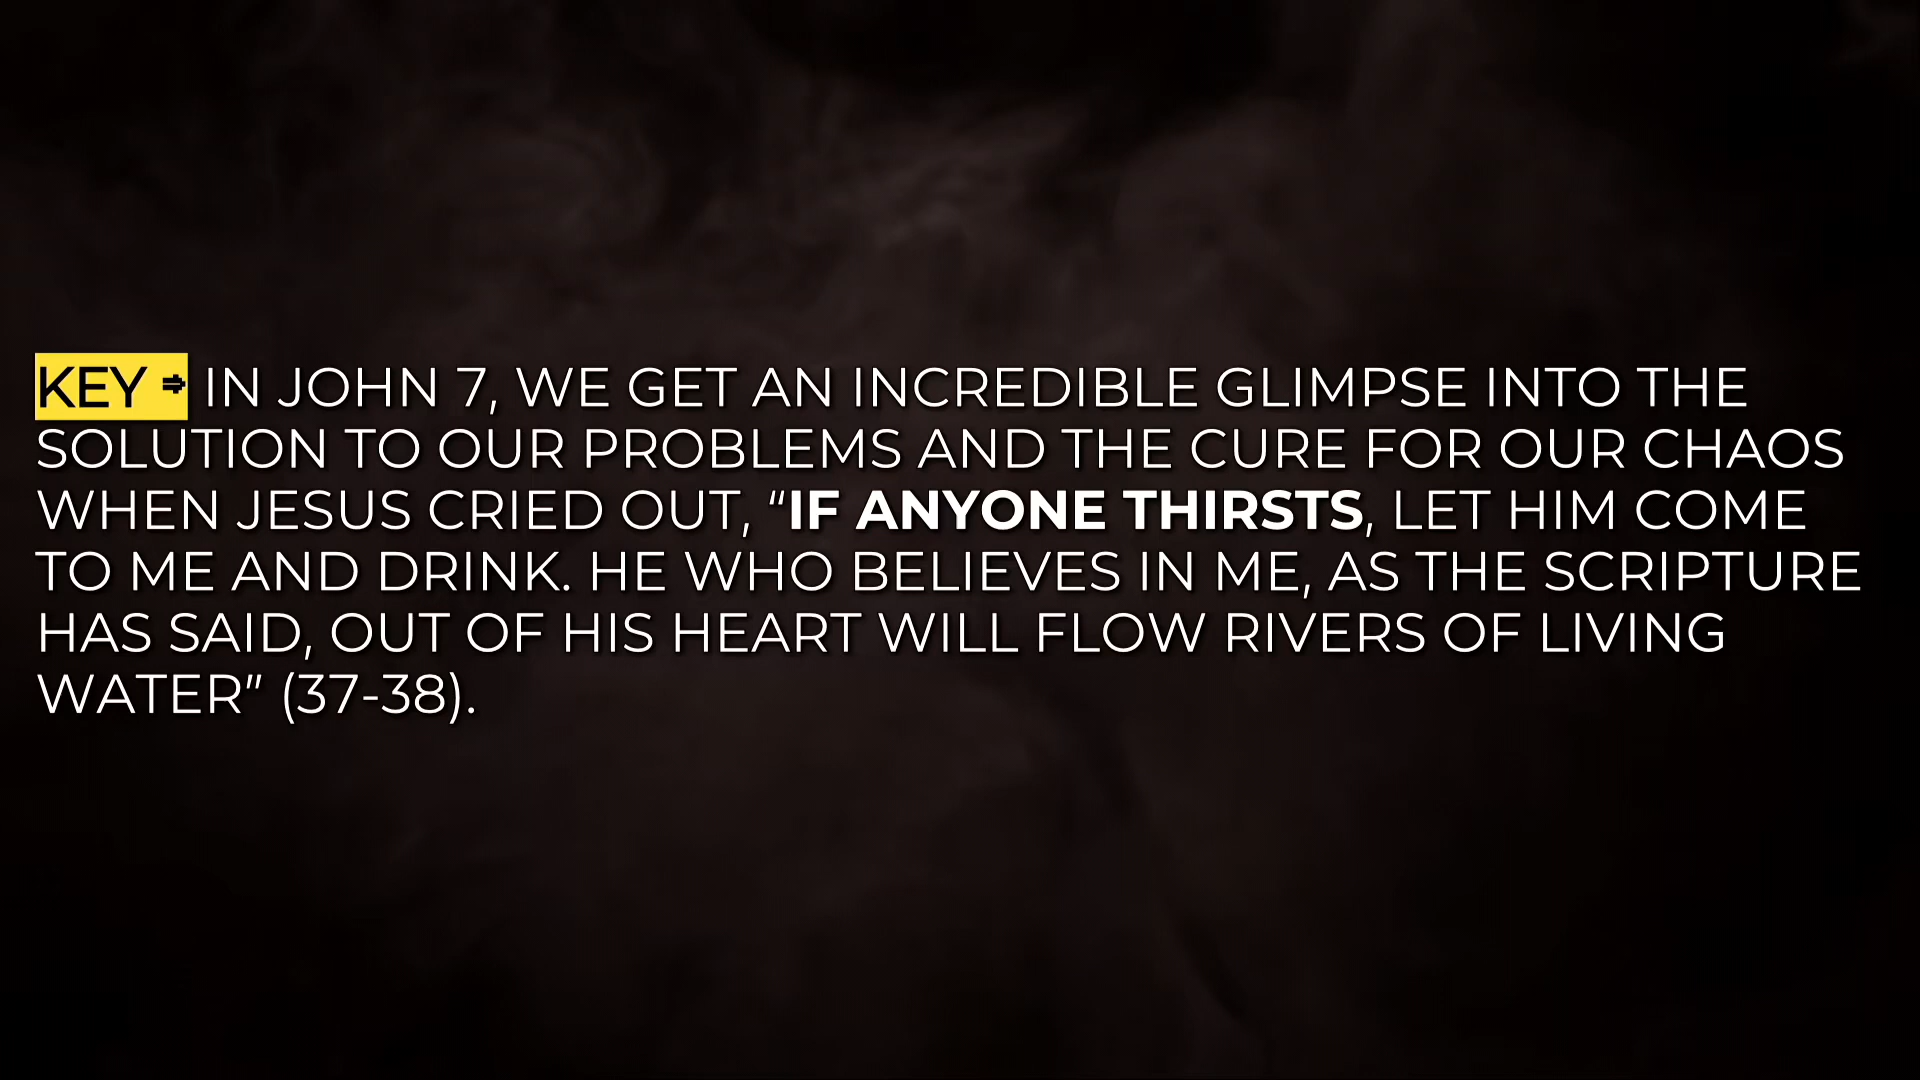 KEY ⇛ IN JOHN 7, WE GET AN INCREDIBLE GLIMPSE INTO THE
SOLUTION TO OUR PROBLEMS AND THE CURE FOR OUR CHAOS
WHEN JESUS CRIED OUT, “IF ANYONE THIRSTS, LET HIM COME
TO ME AND DRINK. HE WHO BELIEVES IN ME, AS THE SCRIPTURE
HAS SAID, OUT OF HIS HEART WILL FLOW RIVERS OF LIVING
WATER” (37-38).